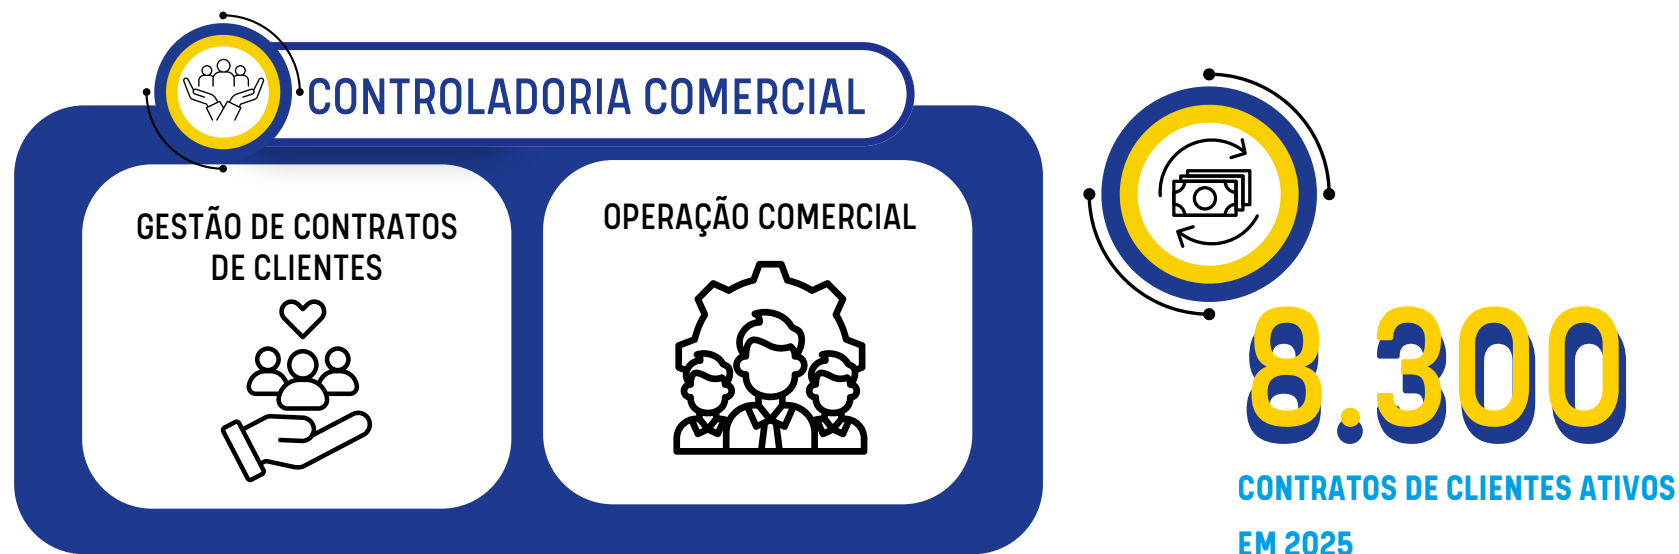 CONTROLADORIA COMERCIAL
GESTÃO DE CONTRATOS
DE CLIENTES
OPERAÇÃO COMERCIAL
8.300
CONTRATOS DE CLIENTES ATIVOS
EM 2025